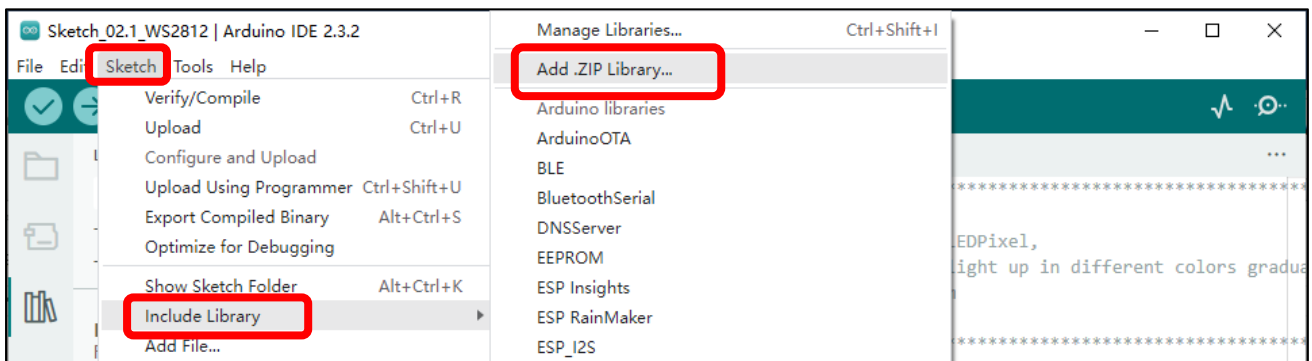 Sketch_02.1_WS2812 | Arduino IDE 2.3.2
File Edit Sketch Tools Help
Verify/Compile Ctrl+R
Upload Ctrl+U
Configure and Upload
Upload Using Programmer Ctrl+Shift+U
Export Compiled Binary Alt+Ctrl+S
Optimize for Debugging
Show Sketch Folder Alt+Ctrl+K
Include Library
Add File...
Manage Libraries... Ctrl+Shift+I
Add .ZIP Library...
Arduino libraries
ArduinoOTA
BLE
BluetoothSerial
DNSServer
EEPROM
ESP Insights
ESP RainMaker
ESP_I2S
EDPixel,
ight up in different colors gradua